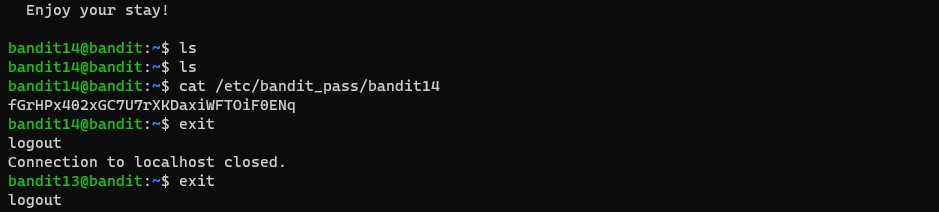 Enjoy your stay!
bandit14@bandit:~$ ls
bandit14@bandit:~$ ls
bandit14@bandit:~$ cat /etc/bandit_pass/bandit14
fGrHPx402xGC7U7rXKDaxiWFTOiF0ENq
bandit14@bandit:~$ exit
logout
Connection to localhost closed.
bandit13@bandit:~$ exit
logout